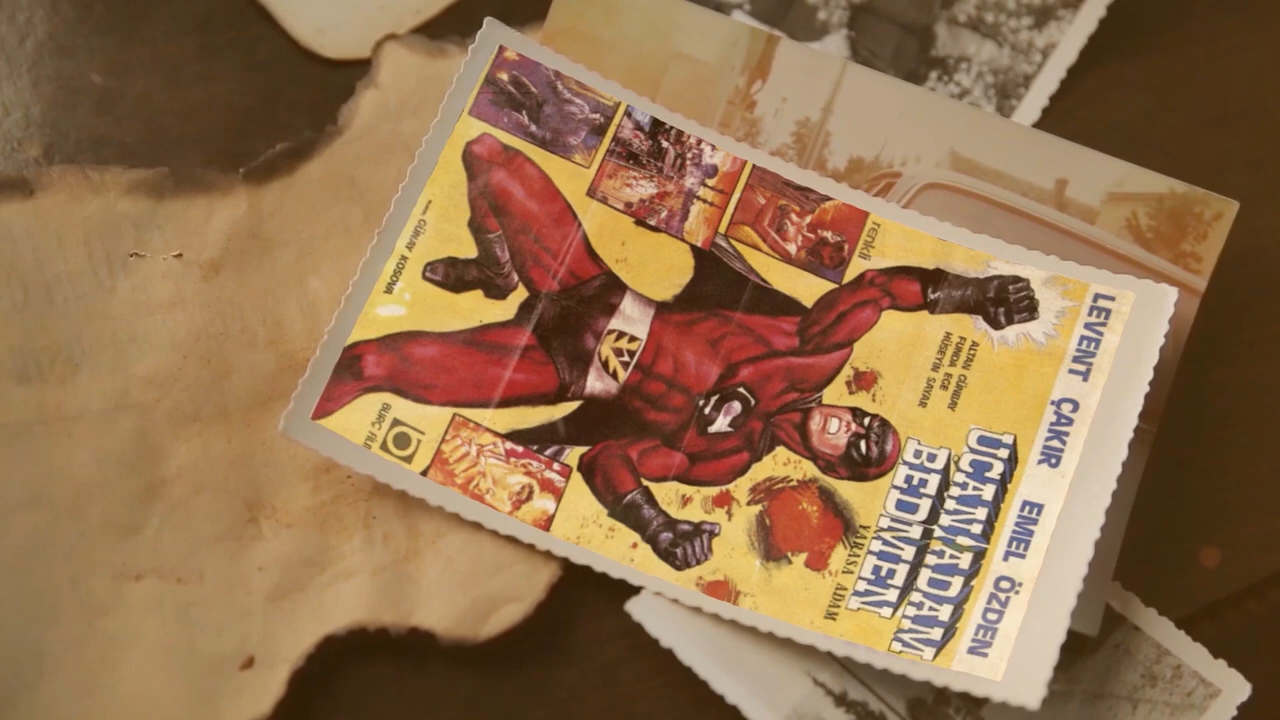 LEVENT ÇAKIR EMEL ÖZDEN
UÇAN ADAM
BEDMEN
YARASA ADAM
ALTAN GÜNBAY
FUNDA EGE
HÜSEYİN SAYAR
renkli
GÜNAY KOSOVA
BURÇ FİLM